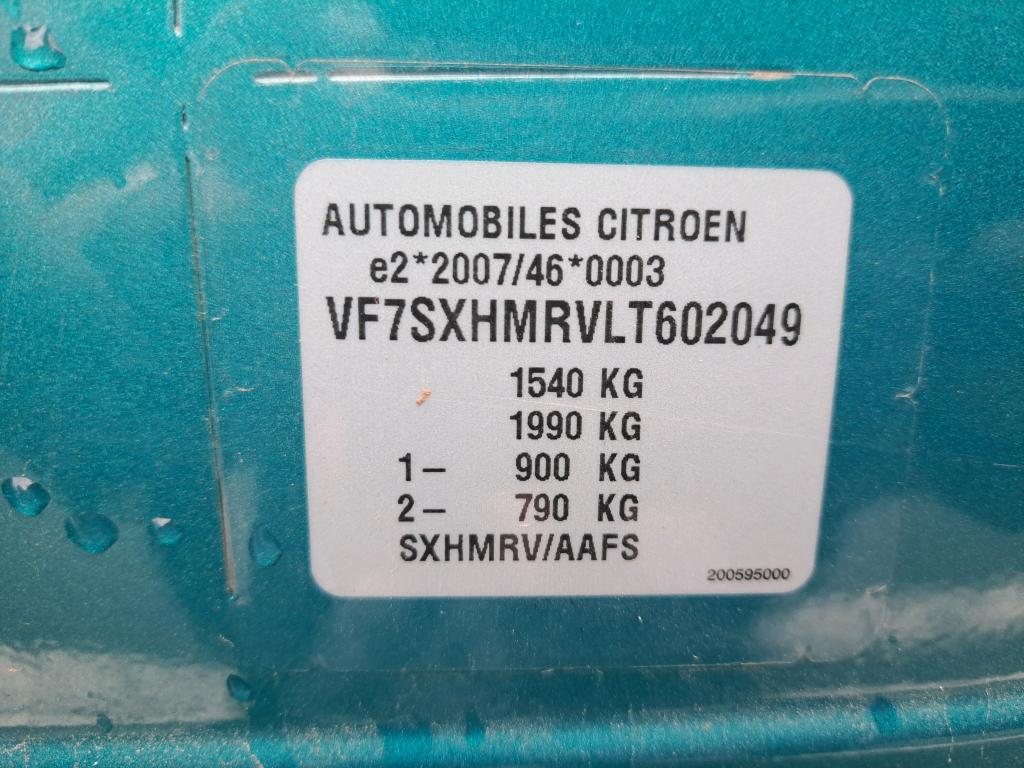 AUTOMOBILES CITROEN
e2*2007/46*0003
VF7SXHMRVLT602049
1540 KG
1990 KG
1- 900 KG
2- 790 KG
SXHMRV/AAFS
200595000